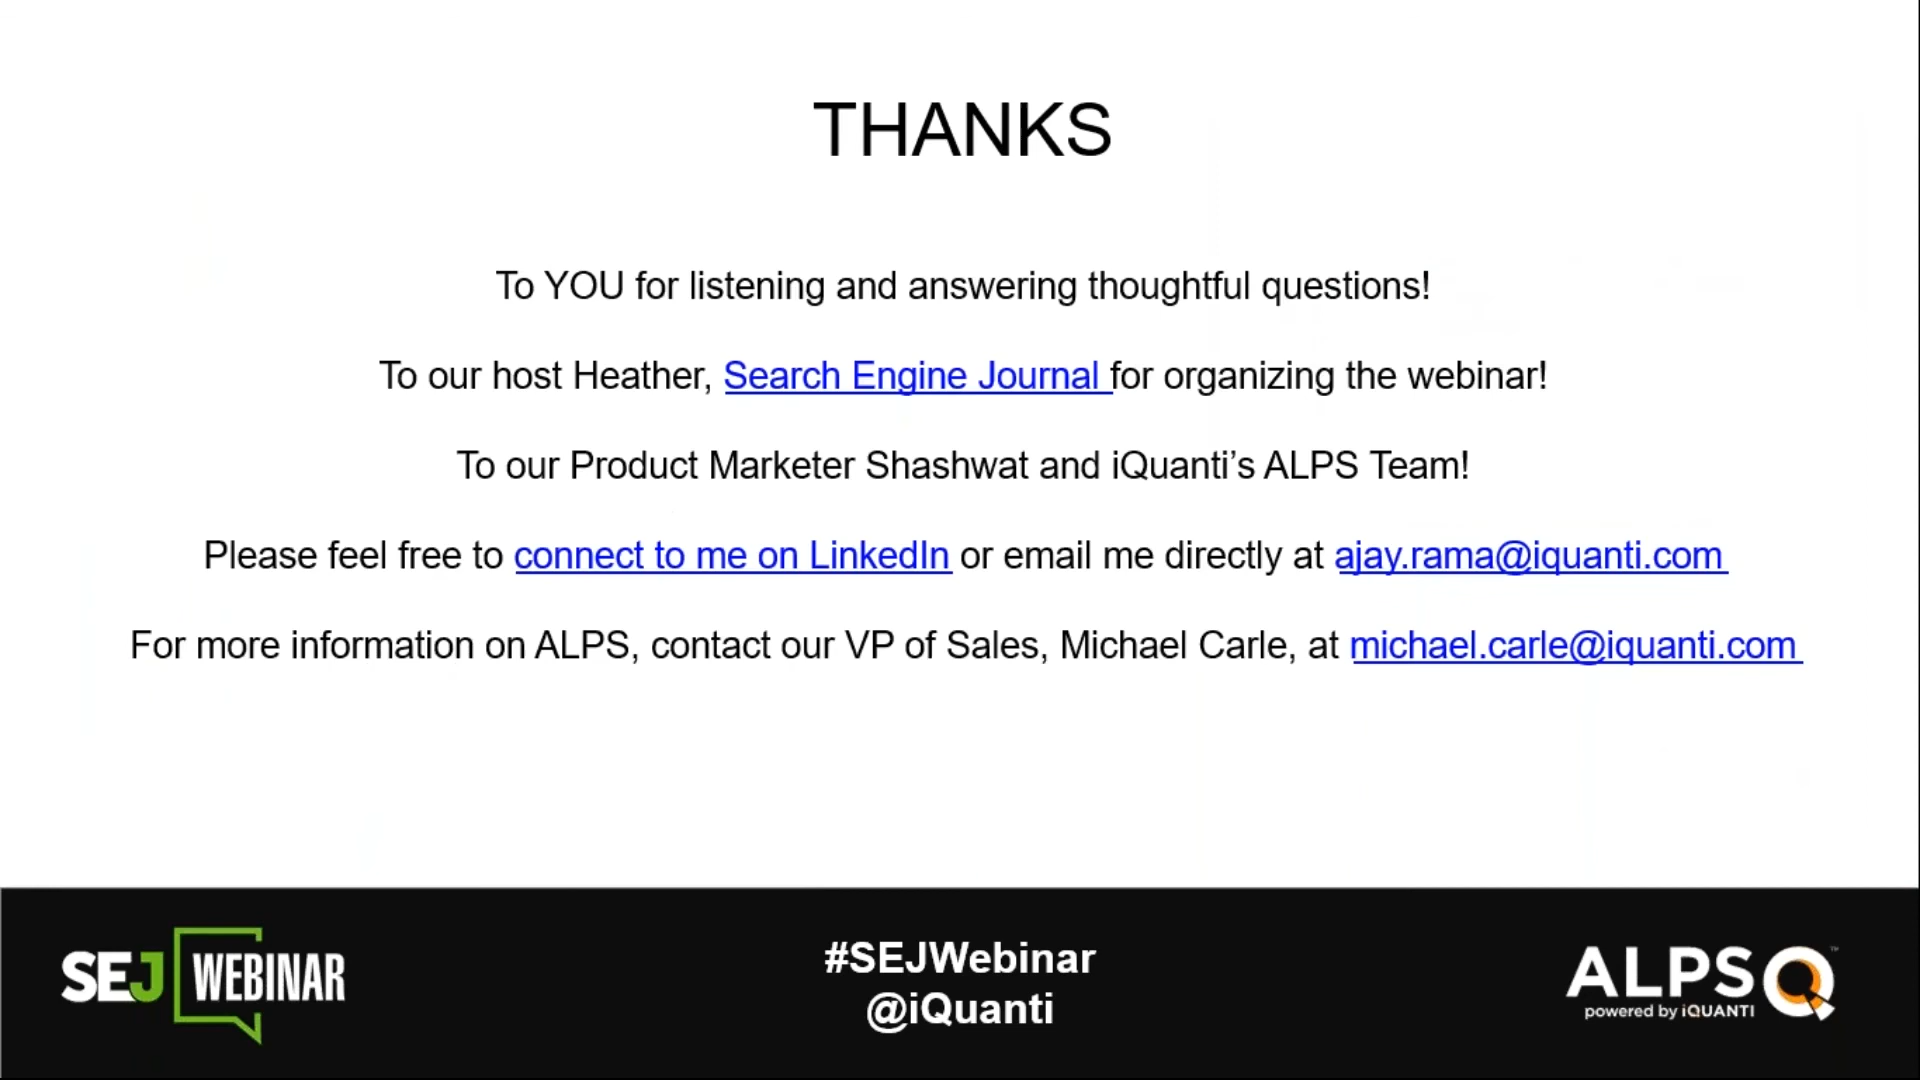 THANKS
To YOU for listening and answering thoughtful questions!
To our host Heather, Search Engine Journal for organizing the webinar!
To our Product Marketer Shashwat and iQuanti’s ALPS Team!
Please feel free to connect to me on LinkedIn or email me directly at ajay.rama@iquanti.com
For more information on ALPS, contact our VP of Sales, Michael Carle, at michael.carle@iquanti.com
SEJ WEBINAR
#SEJWebinar
@iQuanti
ALPS Q™
powered by iQUANTI